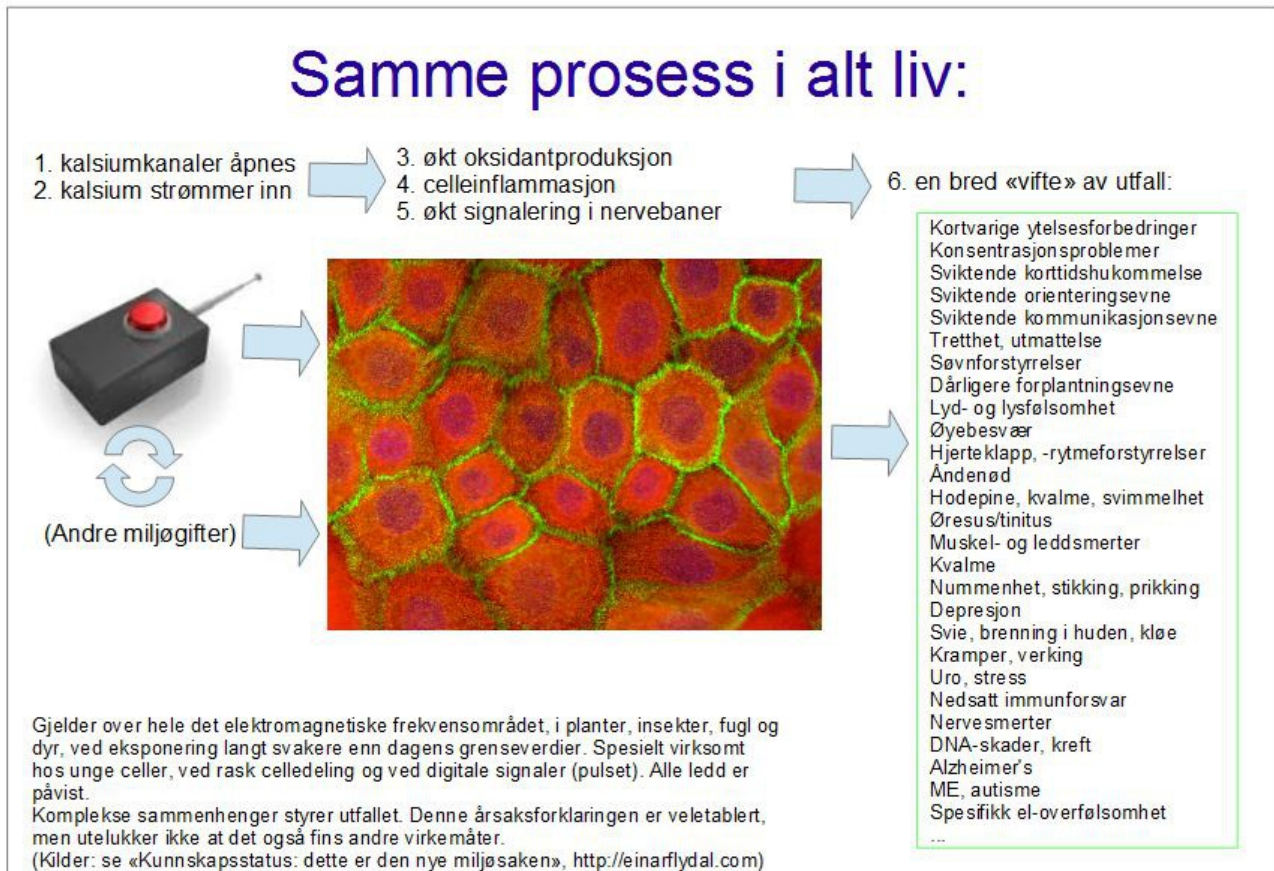 Samme prosess i alt liv:
1. kalsiumkanaler åpnes
2. kalsium strømmer inn
3. økt oksidantproduksjon
4. celleinflammasjon
5. økt signalering i nervebaner
6. en bred «vifte» av utfall:
(Andre miljøgifter)
Kortvarige ytelsesforbedringer
Konsentrasjonsproblemer
Sviktende korttidshukommelse
Sviktende orienteringsevne
Sviktende kommunikasjonsevne
Tretthet, utmattelse
Søvnforstyrrelser
Dårligere forplantningsevne
Lyd- og lysfølsomhet
Øyebesvær
Hjerteklapp, -rytmeforstyrrelser
Åndenød
Hodepine, kvalme, svimmelhet
Øresus/tinitus
Muskel- og leddsmerter
Kvalme
Nummenhet, stikking, prikking
Depresjon
Svie, brenning i huden, kløe
Kramper, verking
Uro, stress
Nedsatt immunforsvar
Nervesmerter
DNA-skader, kreft
Alzheimer's
ME, autisme
Spesifikk el-overfølsomhet
...
Gjelder over hele det elektromagnetiske frekvensområdet, i planter, insekter, fugl og
dyr, ved eksponering langt svakere enn dagens grenseverdier. Spesielt virksomt
hos unge celler, ved rask celledeling og ved digitale signaler (pulset). Alle ledd er
påvist.
Komplekse sammenhenger styrer utfallet. Denne årsaksforklaringen er veletablert,
men utelukker ikke at det også fins andre virkemåter.
(Kilder: se «Kunnskapsstatus: dette er den nye miljøsaken», http://einarflydal.com)